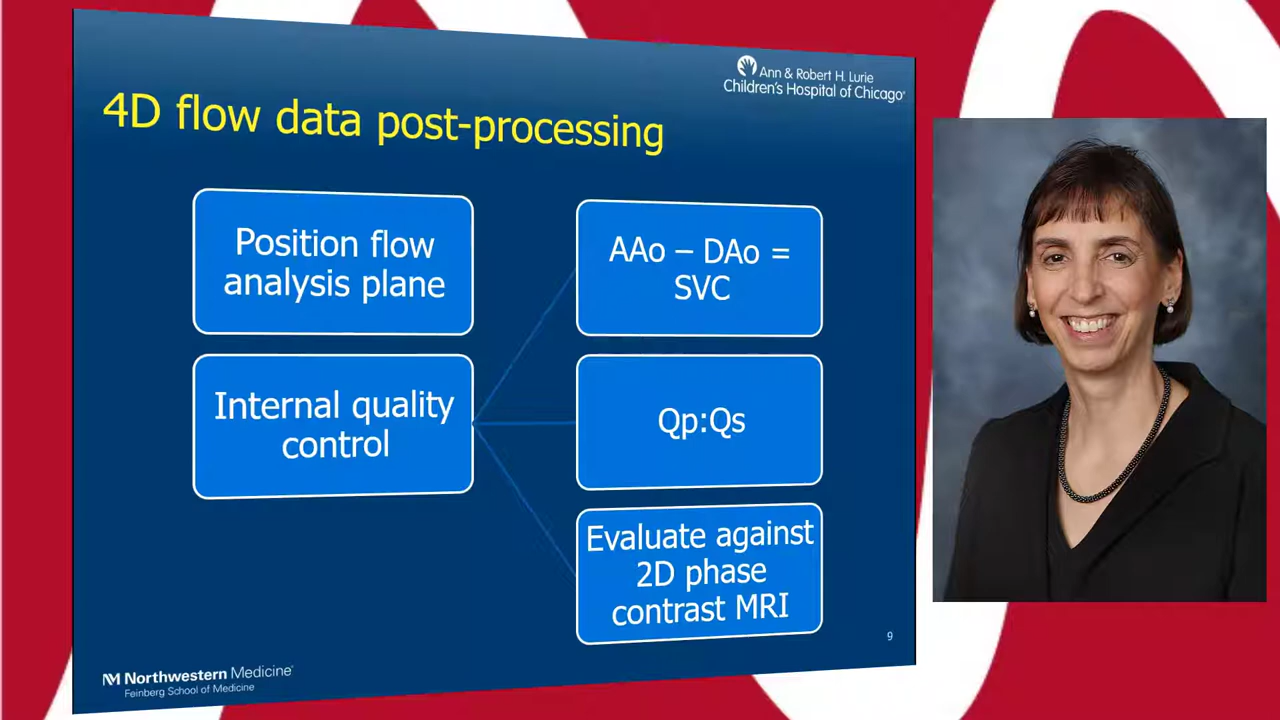 Ann & Robert H. Lurie
Children's Hospital of Chicago®
4D flow data post-processing
Position flow
analysis plane
AAo – DAo =
SVC
Internal quality
control
Qp:Qs
Evaluate against
2D phase
contrast MRI
9
Northwestern Medicine®
Feinberg School of Medicine